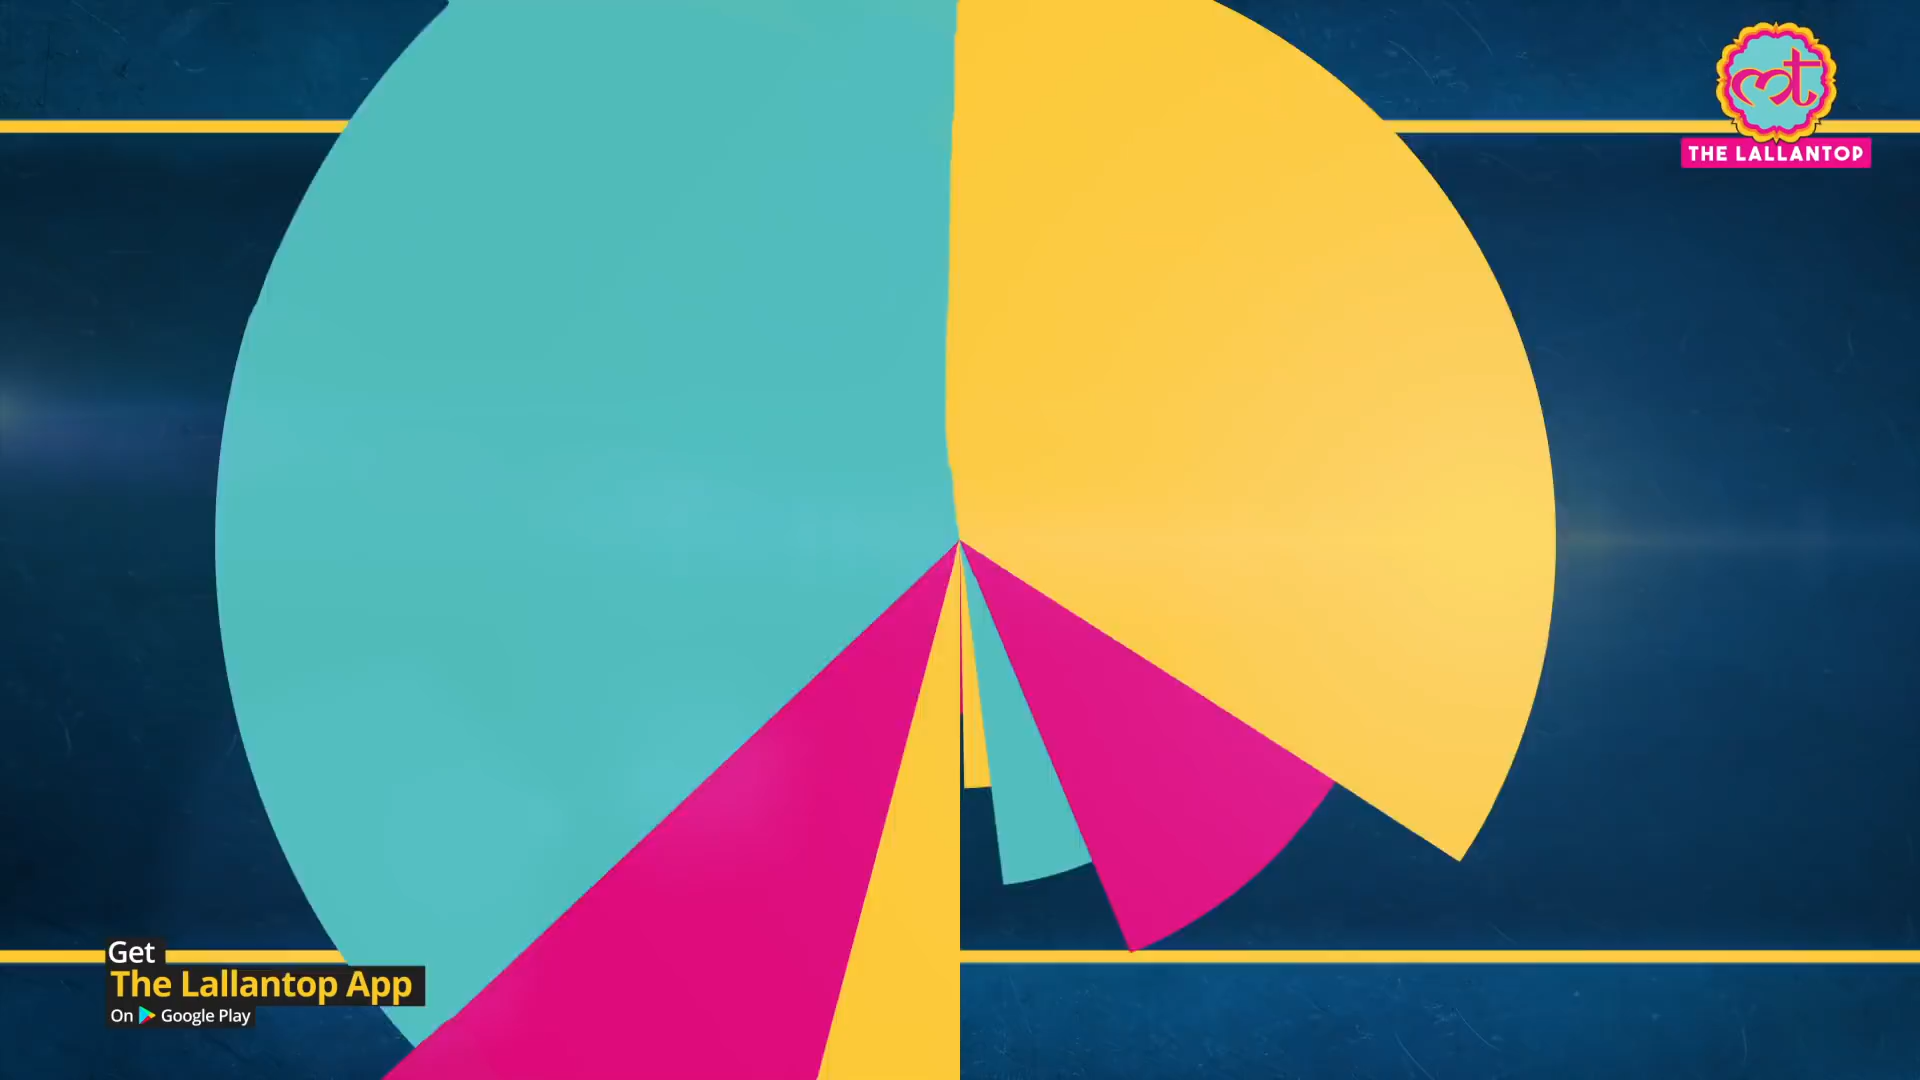 THE LALLANTOP
Get
The Lallantop App
On Google Play